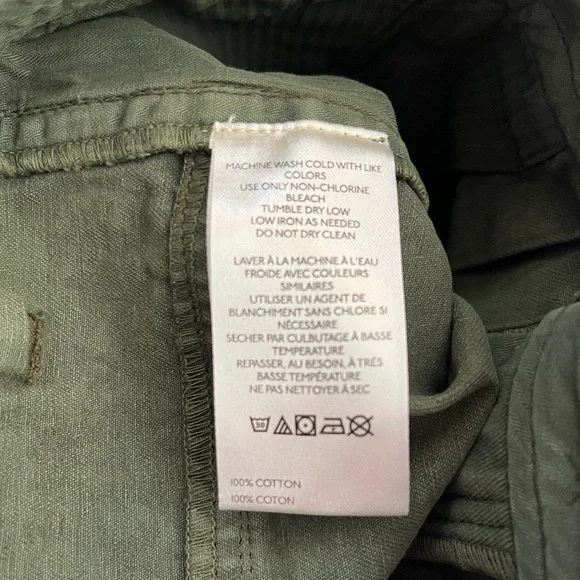 MACHINE WASH COLD WITH LIKE
COLORS
USE ONLY NON-CHLORINE
BLEACH
TUMBLE DRY LOW
LOW IRON AS NEEDED
DO NOT DRY CLEAN
LAVER À LA MACHINE À L'EAU
FROIDE AVEC COULEURS
SIMILAIRES
UTILISER UN AGENT DE
BLANCHIMENT SANS CHLORE SI
NÉCESSAIRE
SECHER PAR CULBUTAGE À BASSE
TEMPERATURE
REPASSER, AU BESOIN, À TRÉS
BASSE TEMPÉRATURE
NE PAS NETTOYER À SEC
30
100% COTTON
100% COTON